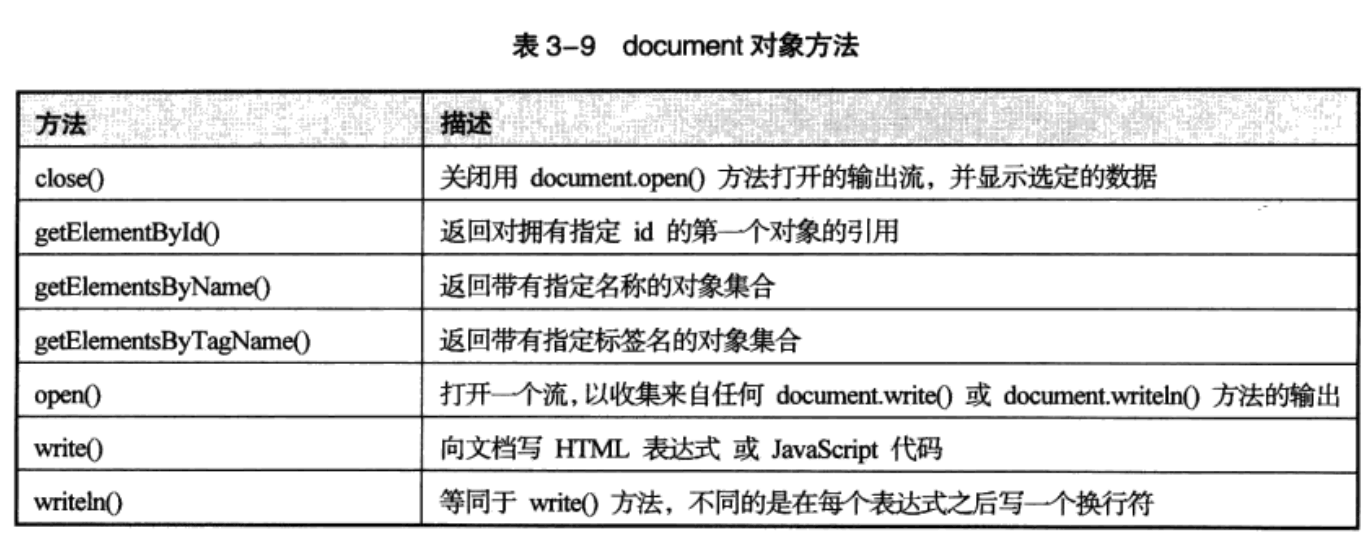 表 3-9 document 对象方法
方法 描述
close() 关闭用 document.open() 方法打开的输出流，并显示选定的数据
getElementById() 返回对拥有指定 id 的第一个对象的引用
getElementsByName() 返回带有指定名称的对象集合
getElementsByTagName() 返回带有指定标签名的对象集合
open() 打开一个流，以收集来自任何 document.write() 或 document.writeln() 方法的输出
write() 向文档写 HTML 表达式 或 JavaScript 代码
writeln() 等同于 write() 方法，不同的是在每个表达式之后写一个换行符